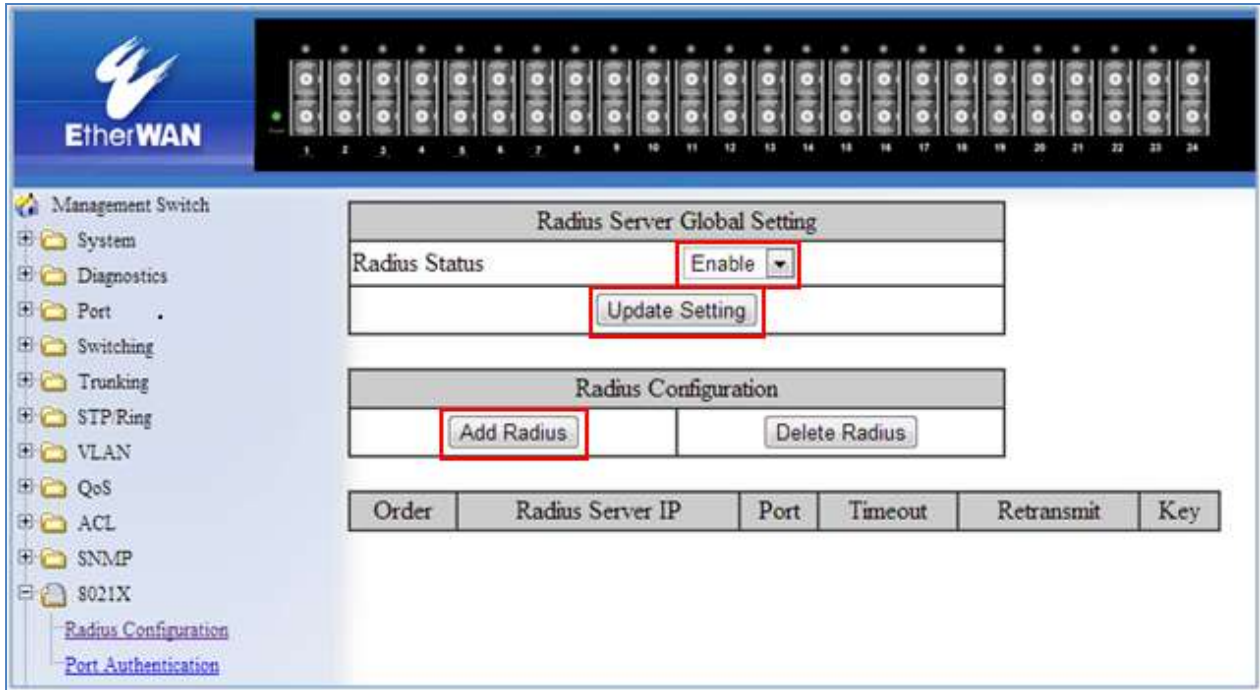 EtherWAN
1 2 3 4 5 6 7 8 9 10 11 12 13 14 15 16 17 18 19 20 21 22 23 24
Management Switch
System
Diagnostics
Port .
Switching
Trunking
STP/Ring
VLAN
QoS
ACL
SNMP
8021X
Radius Configuration
Port Authentication
Radius Server Global Setting
Radius Status Enable
Update Setting
Radius Configuration
Add Radius Delete Radius
Order Radius Server IP Port Timeout Retransmit Key